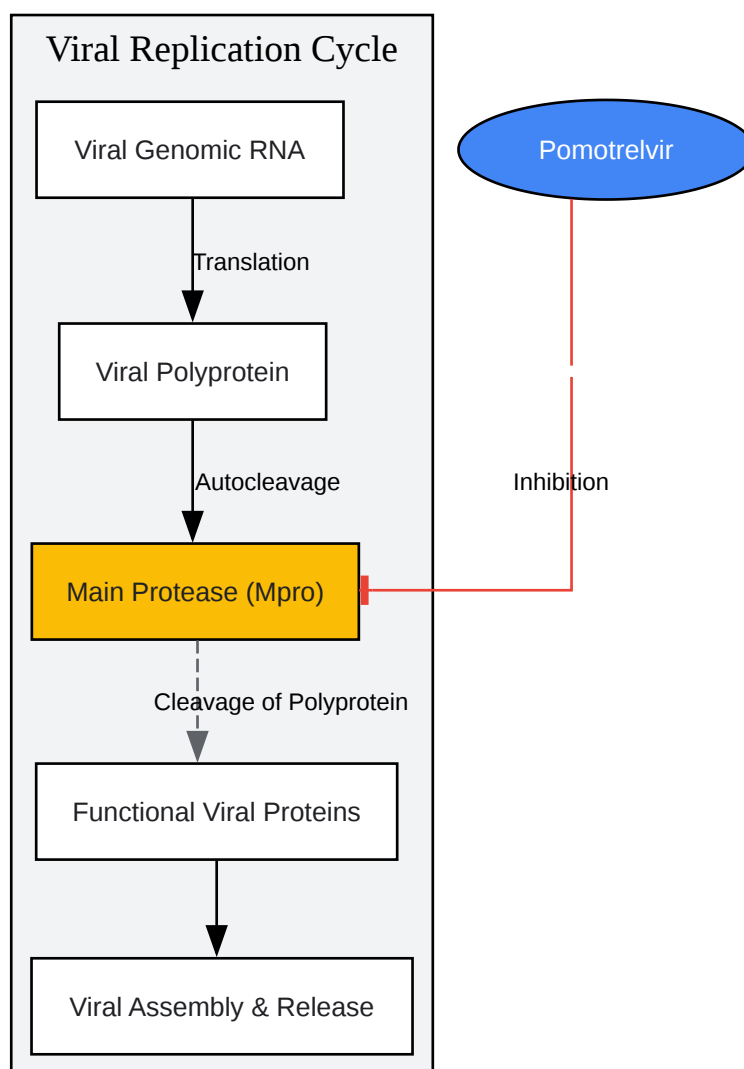 Viral Replication Cycle
Viral Genomic RNA
Pomotrelvir
Translation
Viral Polyprotein
Autocleavage
Inhibition
Main Protease (Mpro)
Cleavage of Polyprotein
Functional Viral Proteins
Viral Assembly & Release